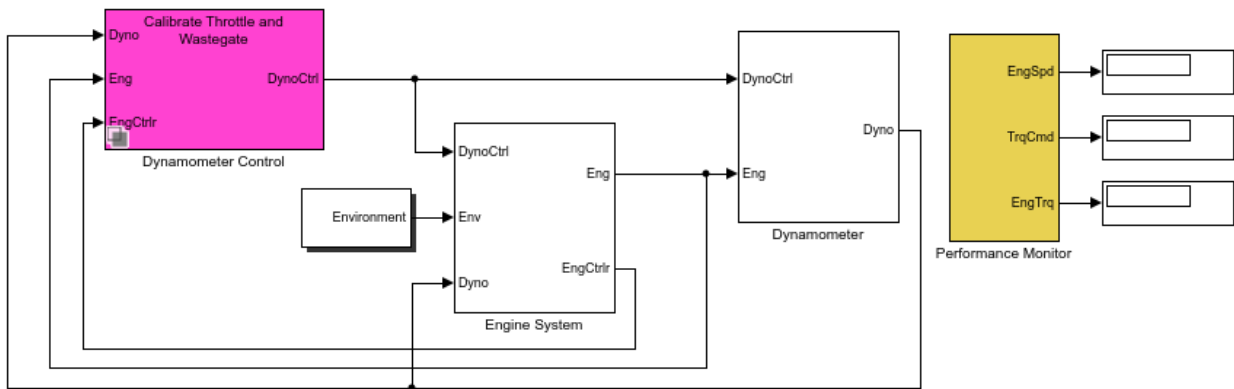 Calibrate Throttle and
Wastegate
Dyno
Eng
EngCtrlr
DynoCtrl
Dynamometer Control
Environment
DynoCtrl
Env
Dyno
Eng
EngCtrlr
Engine System
DynoCtrl
Eng
Dyno
Dynamometer
EngSpd
TrqCmd
EngTrq
Performance Monitor